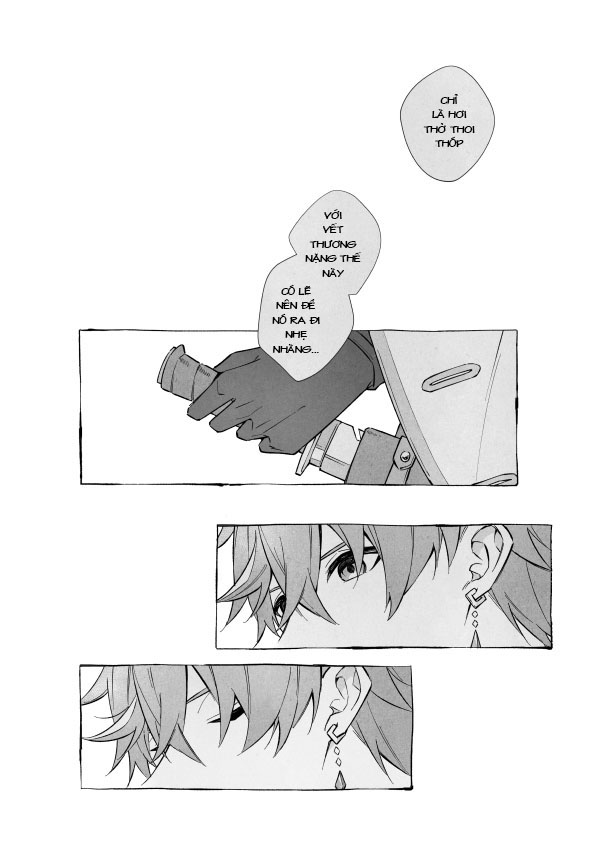 CHỈ
LÀ HƠI
THỞ THOI
THÓP
VỚI
VẾT
THƯƠNG
NẶNG THẾ
NÀY
CÓ LẼ
NÊN ĐỂ
NÓ RA ĐI
NHẸ
NHÀNG...